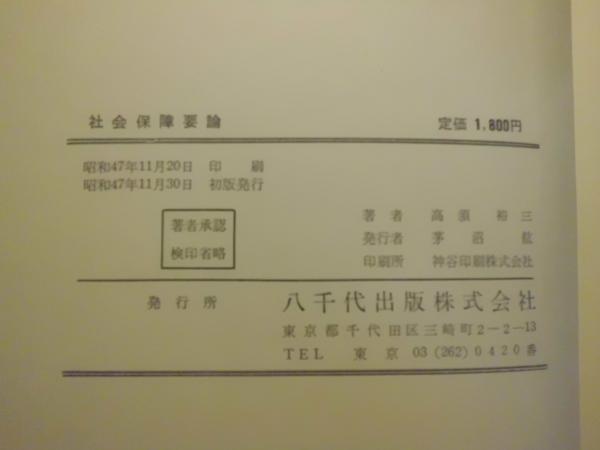 社会保障要論 定価 1,800円
昭和47年11月20日 印刷
昭和47年11月30日 初版発行
著者承認
検印省略
著者 高須裕三
発行者 茅沼
印刷所 神谷印刷株式会社
発行所 八千代出版株式会社
東京都千代田区三崎町2-2-13
TEL 東京 03 (262) 0420番